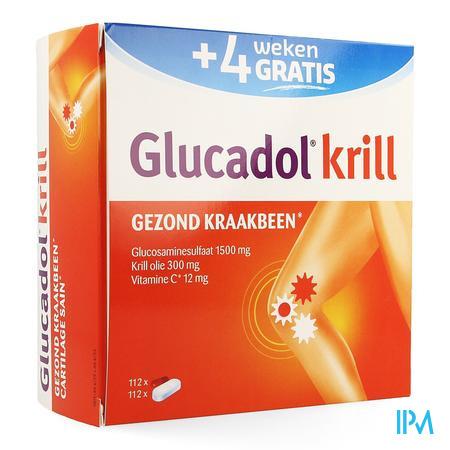 +4 weken
GRATIS
Glucadol® krill
GEZOND KRAAKBEEN*
Glucosaminesulfaat 1500 mg
Krill olie 300 mg
Vitamine C* 12 mg
112 x
112 x
Glucadol® krill
GEZOND KRAAKBEEN*
CARTILAGE SAIN*
IPM